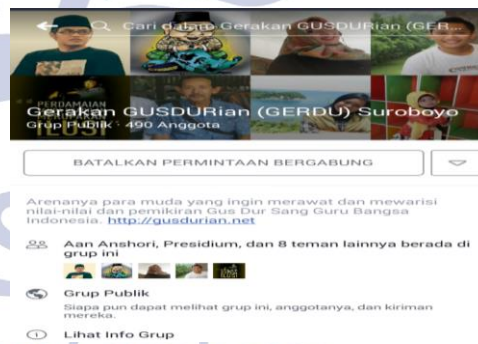 Cari dalam Gerakan GUSDURian (GER...
PERDAMAIAN
ILUSI
Gerakan GUSDURian (GERDU) Suroboyo
Grup Publik · 490 Anggota
BATALKAN PERMINTAAN BERGABUNG
Arenanya para muda yang ingin merawat dan mewarisi
nilai-nilai dan pemikiran Gus Dur Sang Guru Bangsa
Indonesia. http://gusdurian.net
Aan Anshori, Presidium, dan 8 teman lainnya berada di
grup ini
Grup Publik
Siapa pun dapat melihat grup ini, anggotanya, dan kiriman
mereka.
Lihat Info Grup